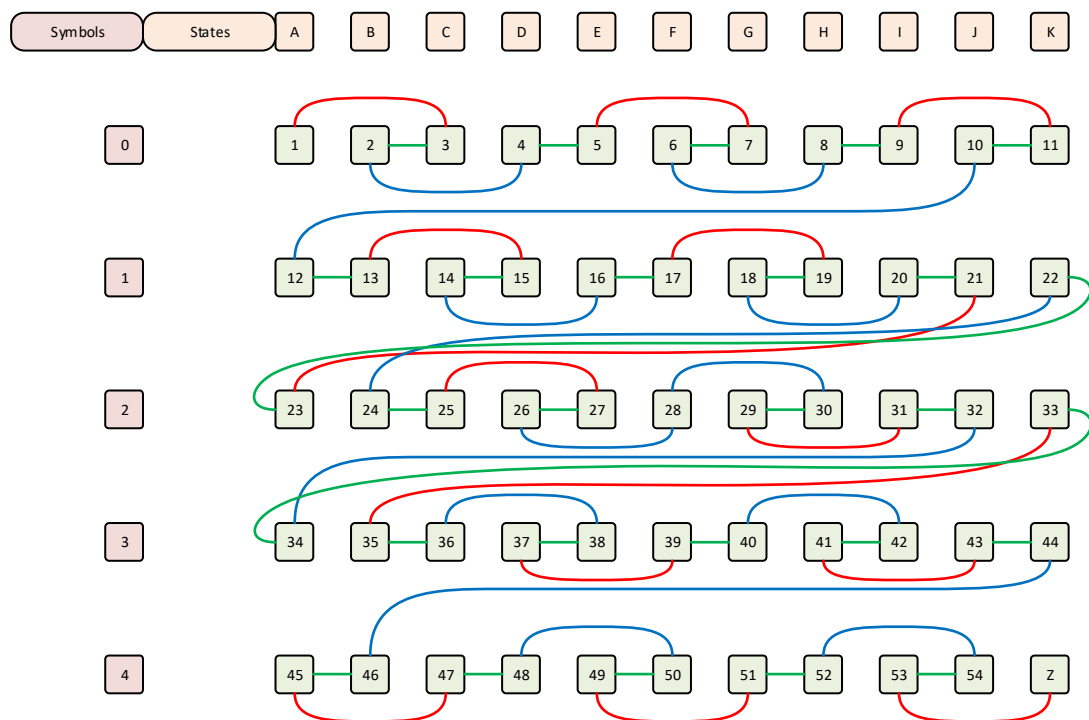 Symbols States A B C D E F G H I J K
0 1 2 3 4 5 6 7 8 9 10 11
1 12 13 14 15 16 17 18 19 20 21 22
2 23 24 25 26 27 28 29 30 31 32 33
3 34 35 36 37 38 39 40 41 42 43 44
4 45 46 47 48 49 50 51 52 53 54 Z